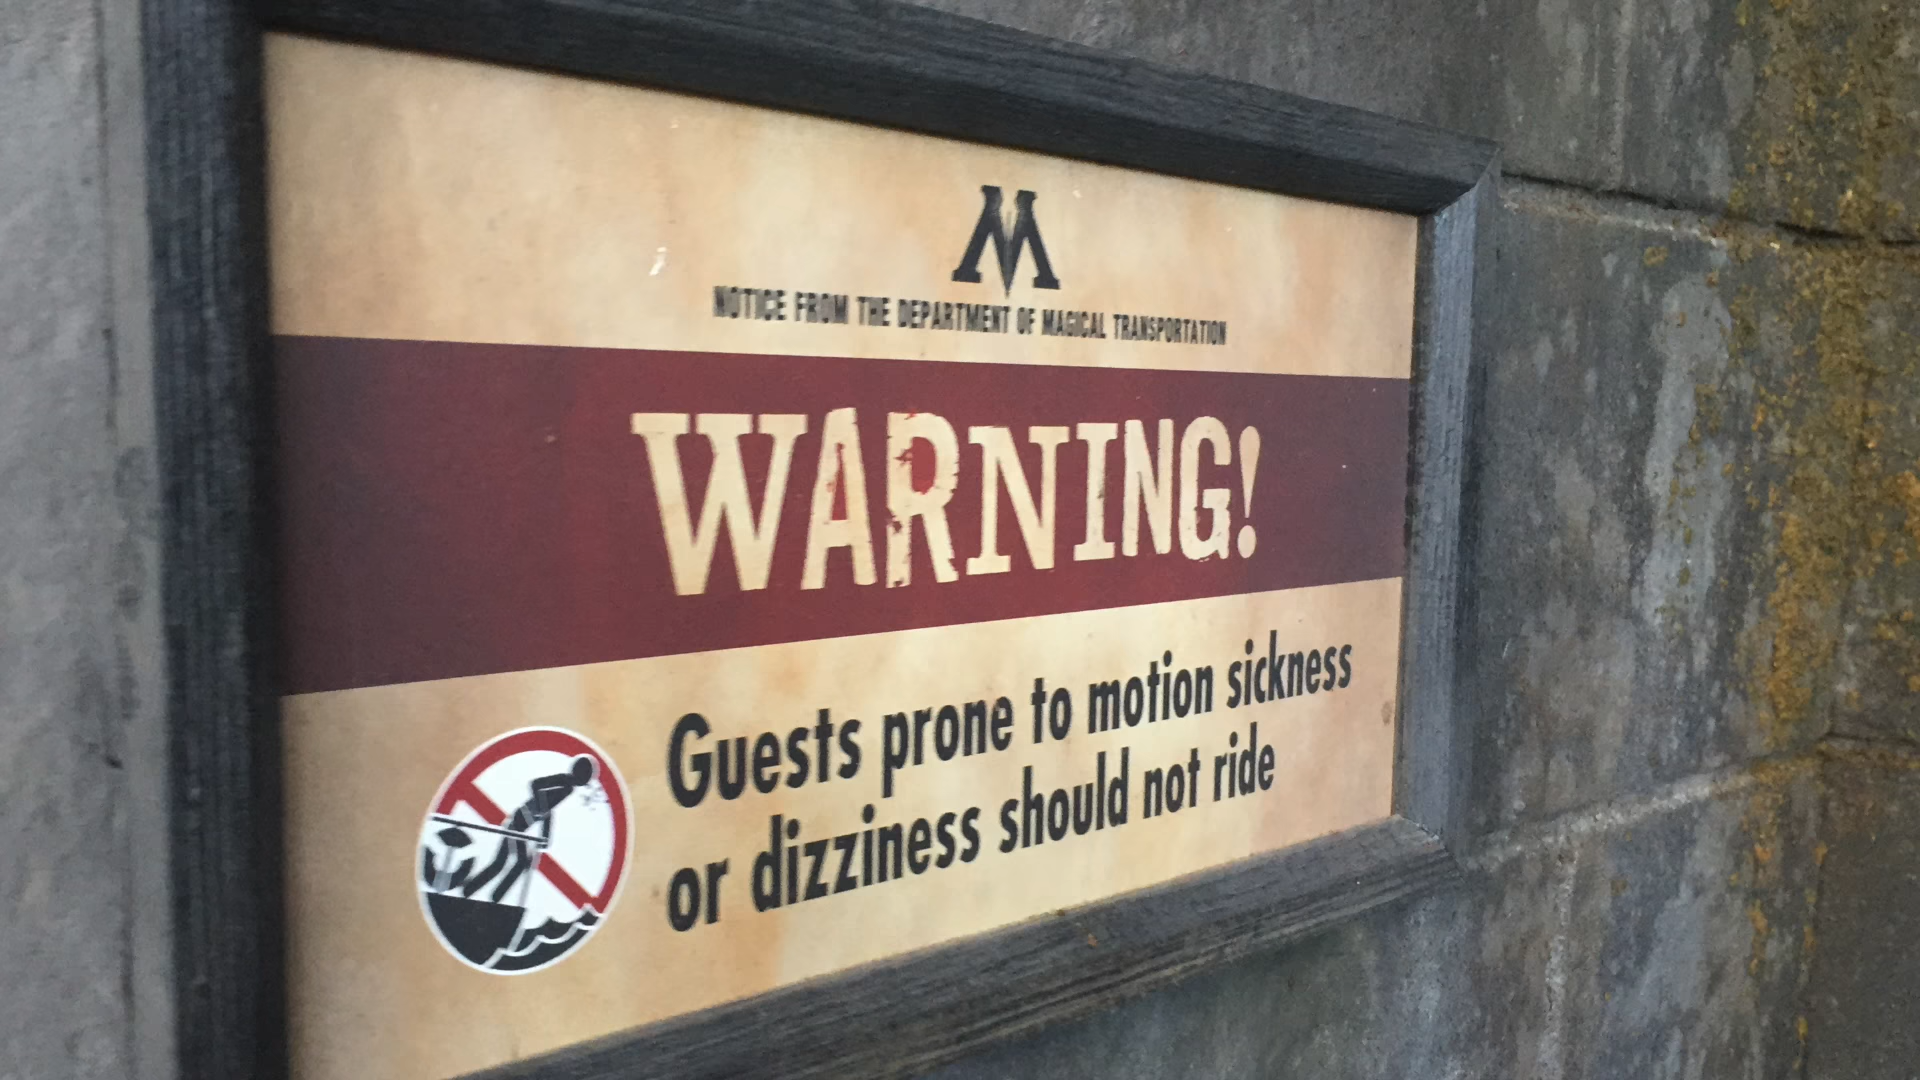 M
NOTICE FROM THE DEPARTMENT OF MAGICAL TRANSPORTATION
WARNING!
Guests prone to motion sickness
or dizziness should not ride